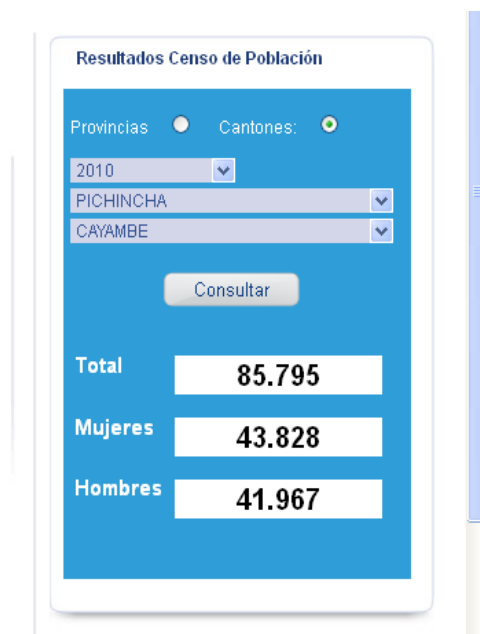 Resultados Censo de Población
Provincias Cantones:
2010
PICHINCHA
CAYAMBE
Consultar
Total 85.795
Mujeres 43.828
Hombres 41.967